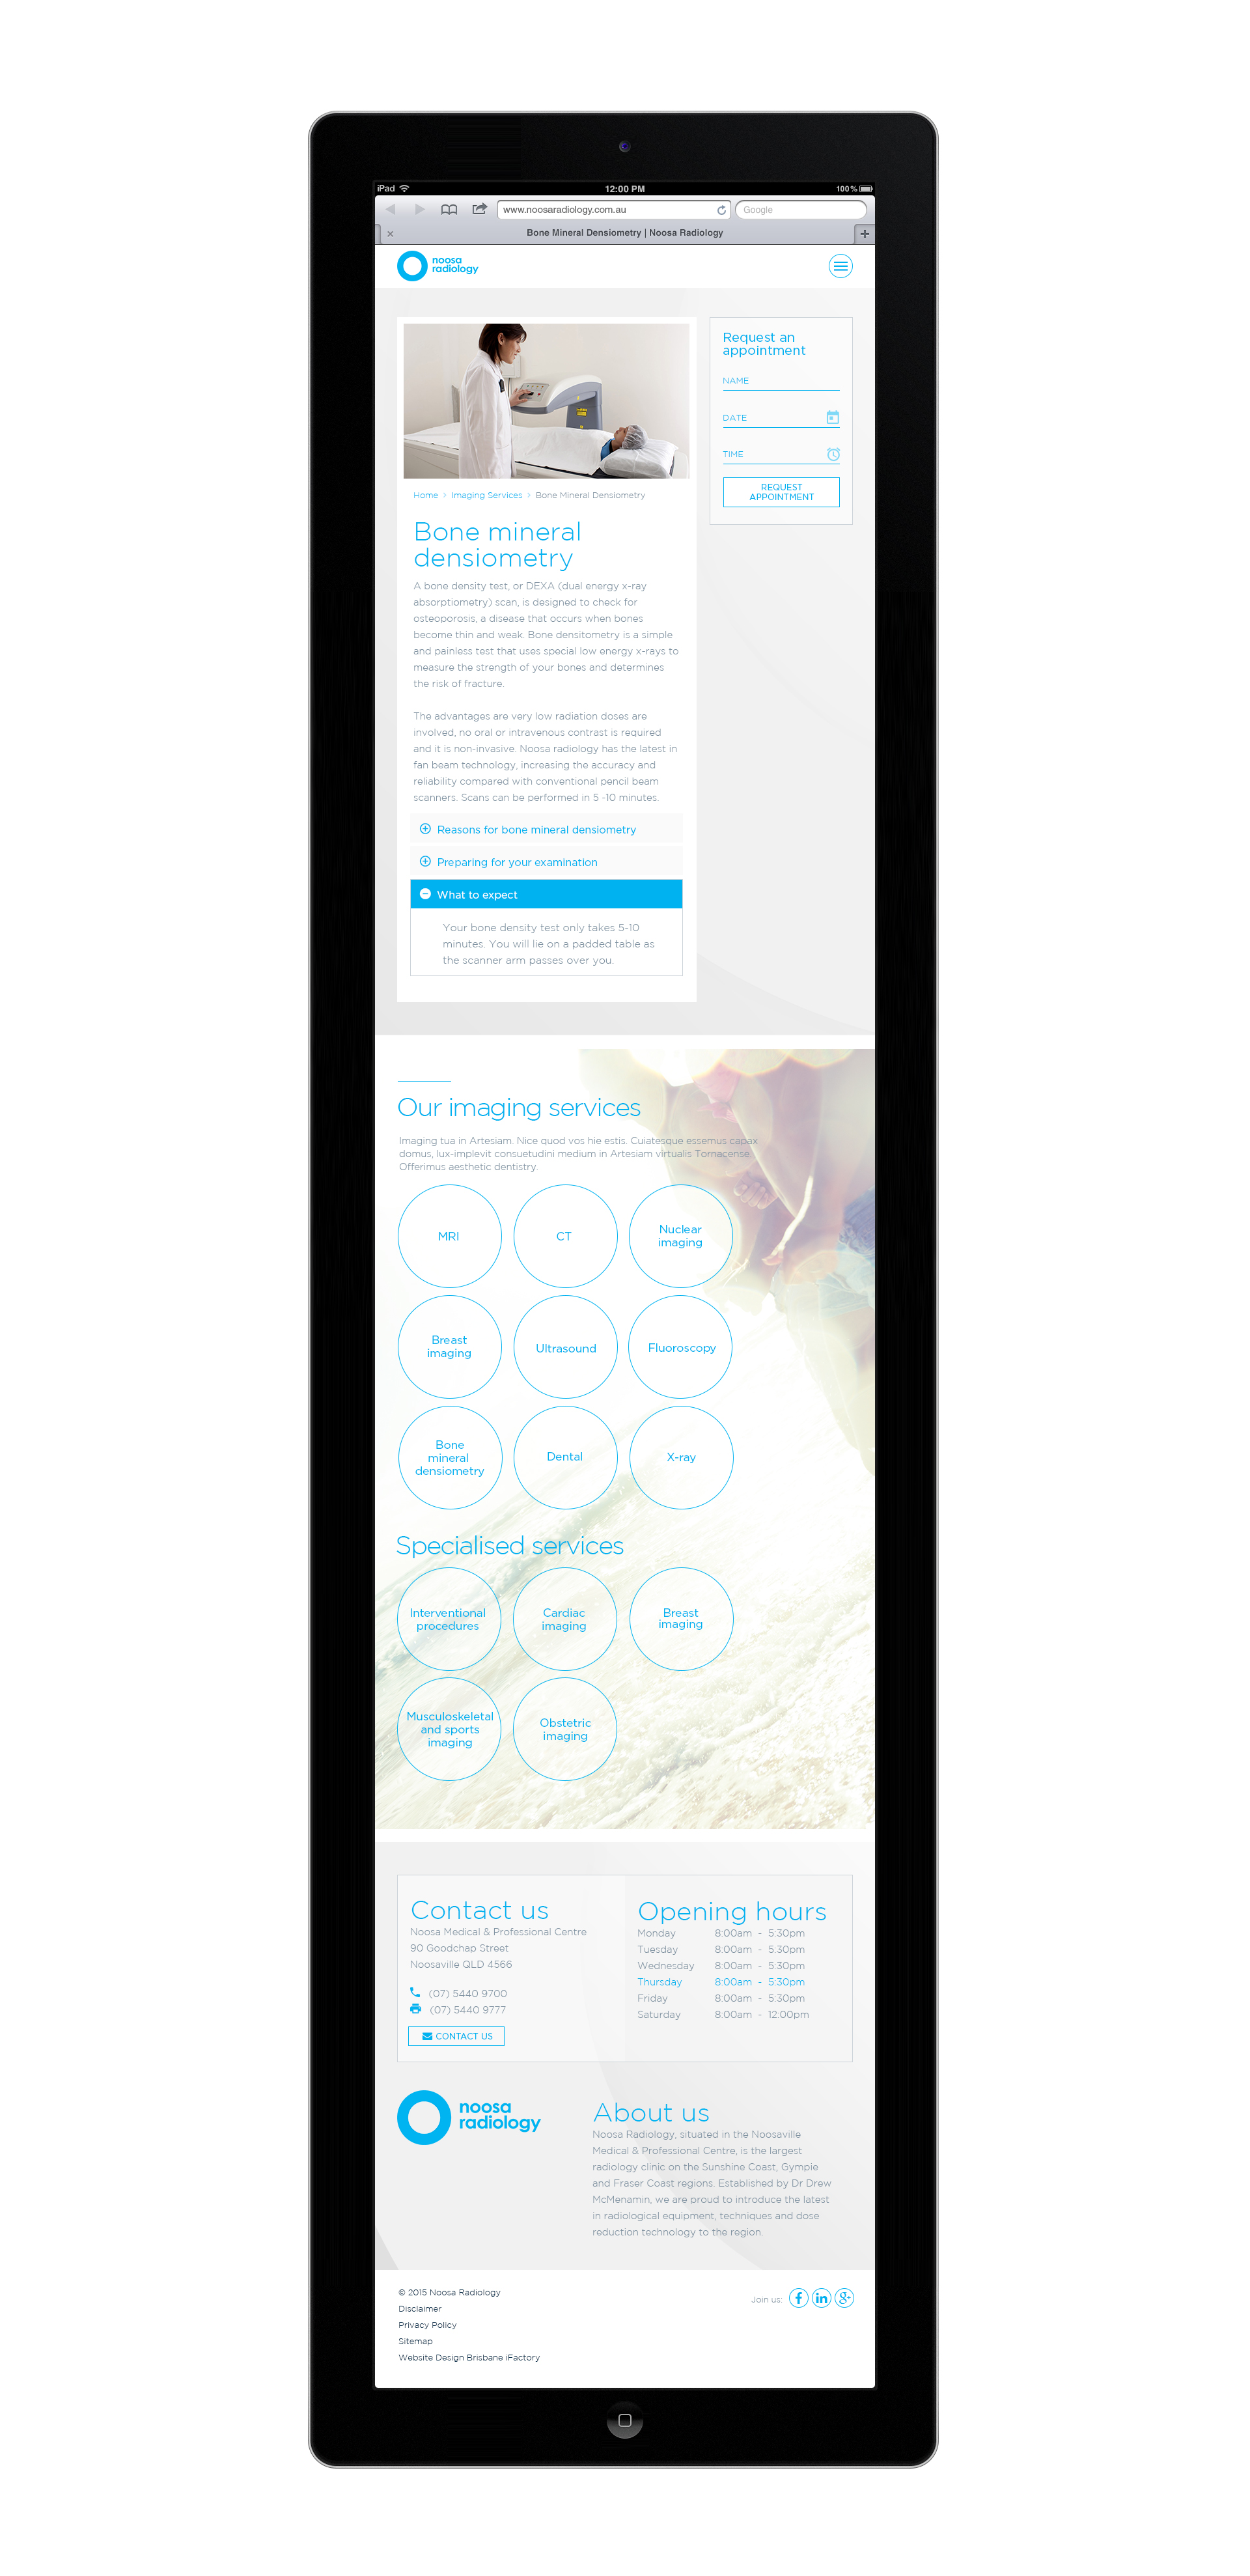 iPad
12:00 PM
100%
www.noosaradiology.com.au
Google
Bone Mineral Densiometry | Noosa Radiology
noosa
radiology
Request an
appointment
NAME
DATE
TIME
REQUEST
APPOINTMENT
Home > Imaging Services > Bone Mineral Densiometry
Bone mineral
densiometry
A bone density test, or DEXA (dual energy x-ray
absorptiometry) scan, is designed to check for
osteoporosis, a disease that occurs when bones
become thin and weak. Bone densitometry is a simple
and painless test that uses special low energy x-rays to
measure the strength of your bones and determines
the risk of fracture.
The advantages are very low radiation doses are
involved, no oral or intravenous contrast is required
and it is non-invasive. Noosa radiology has the latest in
fan beam technology, increasing the accuracy and
reliability compared with conventional pencil beam
scanners. Scans can be performed in 5 -10 minutes.
Reasons for bone mineral densiometry
Preparing for your examination
What to expect
Your bone density test only takes 5-10
minutes. You will lie on a padded table as
the scanner arm passes over you.
Our imaging services
Imaging tua in Artesiam. Nice quod vos hie estis. Cuiatesque essemus capax
domus, lux-implevit consuetudini medium in Artesiam virtualis Tornacense.
Offerimus aesthetic dentistry.
MRI
CT
Nuclear
imaging
Breast
imaging
Ultrasound
Fluoroscopy
Bone
mineral
densiometry
Dental
X-ray
Specialised services
Interventional
procedures
Cardiac
imaging
Breast
imaging
Musculoskeletal
and sports
imaging
Obstetric
imaging
Contact us
Noosa Medical & Professional Centre
90 Goodchap Street
Noosaville QLD 4566
(07) 5440 9700
(07) 5440 9777
CONTACT US
Opening hours
Monday 8:00am - 5:30pm
Tuesday 8:00am - 5:30pm
Wednesday 8:00am - 5:30pm
Thursday 8:00am - 5:30pm
Friday 8:00am - 5:30pm
Saturday 8:00am - 12:00pm
noosa
radiology
About us
Noosa Radiology, situated in the Noosaville
Medical & Professional Centre, is the largest
radiology clinic on the Sunshine Coast, Gympie
and Fraser Coast regions. Established by Dr Drew
McMenamin, we are proud to introduce the latest
in radiological equipment, techniques and dose
reduction technology to the region.
© 2015 Noosa Radiology
Disclaimer
Privacy Policy
Sitemap
Website Design Brisbane iFactory
Join us: f in g+